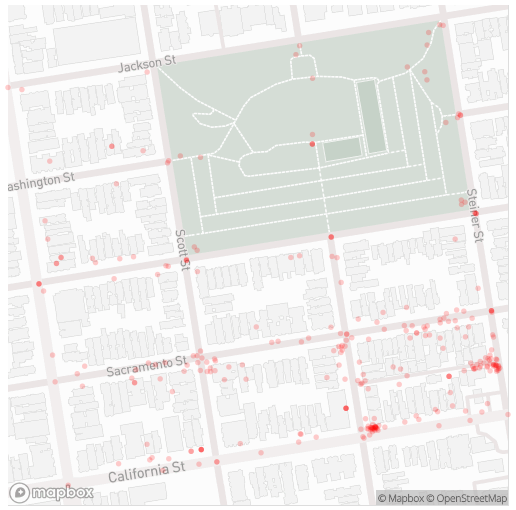 Jackson St
ashington St
Scott St
Steiner St
Sacramento St
California St
mapbox
© Mapbox © OpenStreetMap